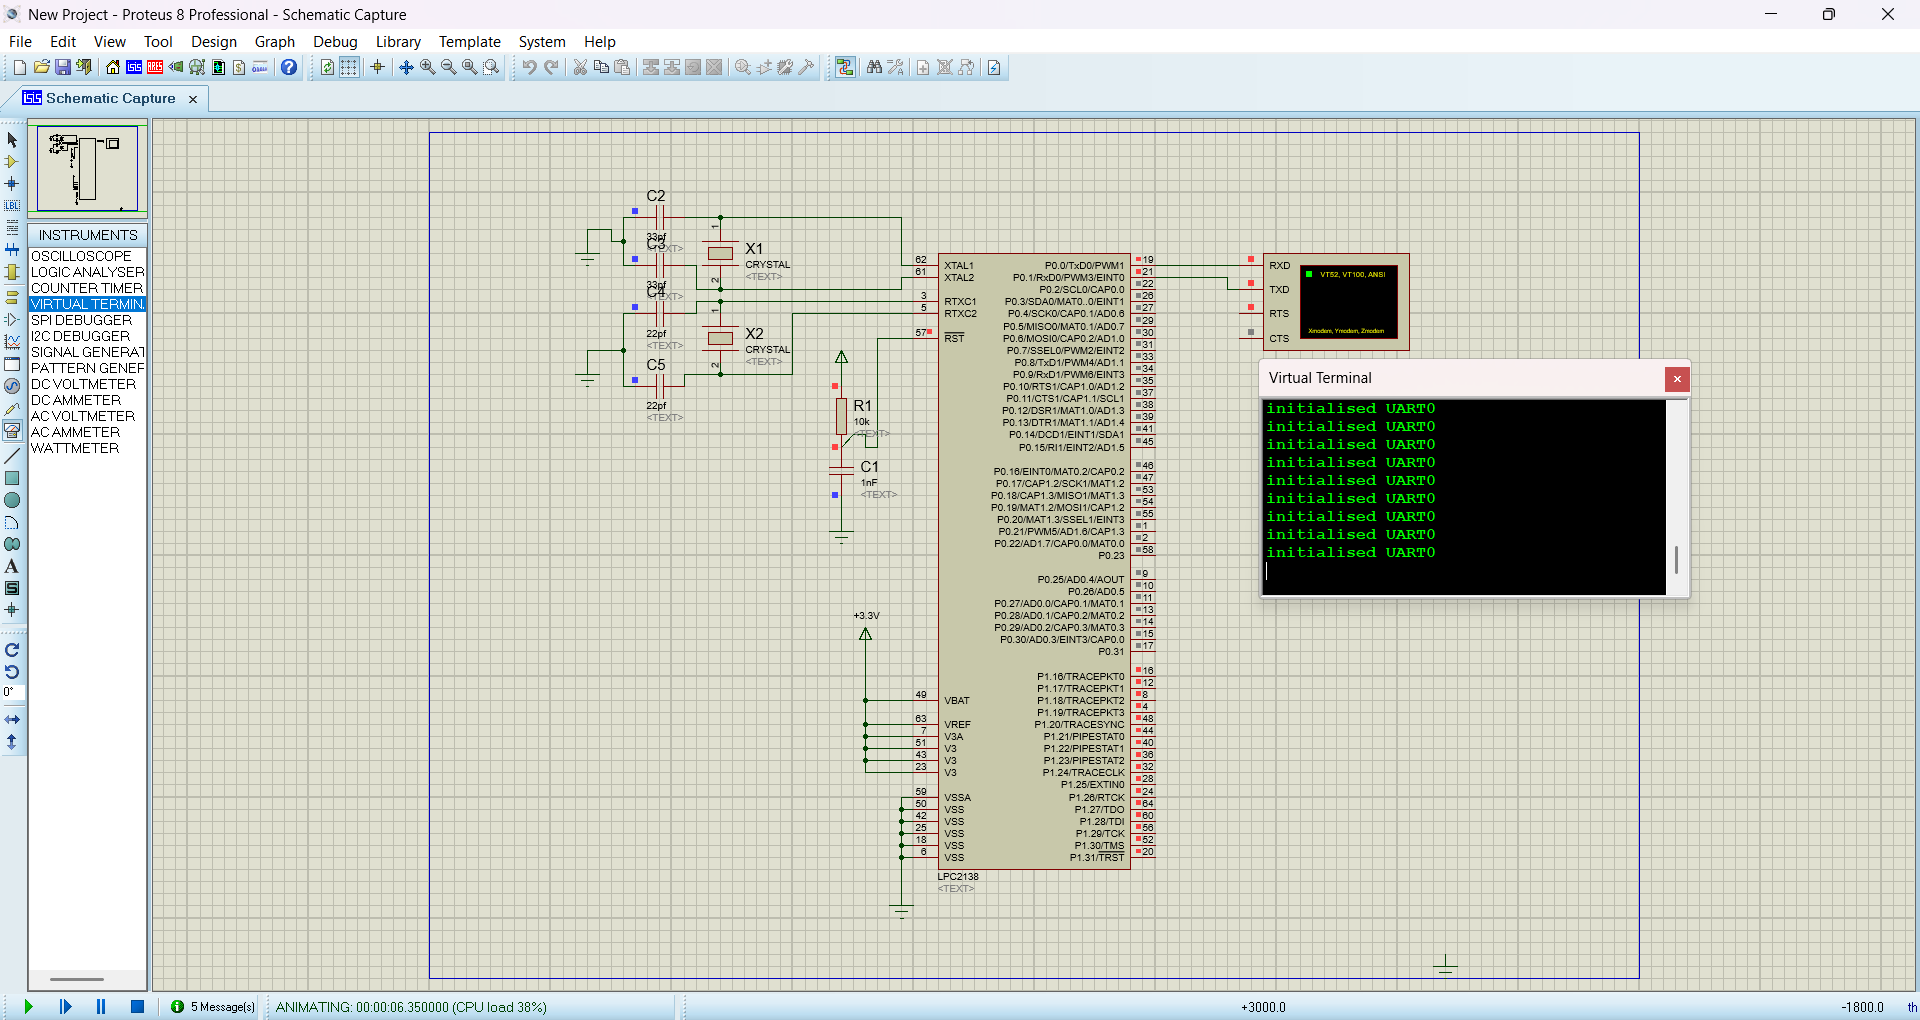 New Project - Proteus 8 Professional - Schematic Capture
File Edit View Tool Design Graph Debug Library Template System Help
Schematic Capture
INSTRUMENTS
OSCILLOSCOPE
LOGIC ANALYSER
COUNTER TIMER
VIRTUAL TERMIN
SPI DEBUGGER
I2C DEBUGGER
SIGNAL GENERAT
PATTERN GENEF
DC VOLTMETER
DC AMMETER
AC VOLTMETER
AC AMMETER
WATTMETER
LBL
0°
C2
33pf
<TEXT>
C3
33pf
<TEXT>
C4
22pf
<TEXT>
C5
22pf
<TEXT>
1
X1
CRYSTAL
<TEXT>
2
1
X2
CRYSTAL
<TEXT>
2
R1
10k
<TEXT>
C1
1nF
<TEXT>
+3.3V
62 XTAL1
61 XTAL2
3 RTXC1
5 RTXC2
57 RST
49 VBAT
63 VREF
7 V3A
51 V3
43 V3
23 V3
59 VSSA
50 VSS
42 VSS
25 VSS
18 VSS
6 VSS
P0.0/TxD0/PWM1 19
P0.1/RxD0/PWM3/EINT0 21
P0.2/SCL0/CAP0.0 22
P0.3/SDA0/MAT0..0/EINT1 26
P0.4/SCK0/CAP0.1/AD0.6 27
P0.5/MISO0/MAT0.1/AD0.7 29
P0.6/MOSI0/CAP0.2/AD1.0 30
P0.7/SSEL0/PWM2/EINT2 31
P0.8/TxD1/PWM4/AD1.1 33
P0.9/RxD1/PWM6/EINT3 34
P0.10/RTS1/CAP1.0/AD1.2 35
P0.11/CTS1/CAP1.1/SCL1 37
P0.12/DSR1/MAT1.0/AD1.3 38
P0.13/DTR1/MAT1.1/AD1.4 39
P0.14/DCD1/EINT1/SDA1 41
P0.15/RI1/EINT2/AD1.5 45
P0.16/EINT0/MAT0.2/CAP0.2 46
P0.17/CAP1.2/SCK1/MAT1.2 47
P0.18/CAP1.3/MISO1/MAT1.3 53
P0.19/MAT1.2/MOSI1/CAP1.2 54
P0.20/MAT1.3/SSEL1/EINT3 55
P0.21/PWM5/AD1.6/CAP1.3 1
P0.22/AD1.7/CAP0.0/MAT0.0 2
P0.23 58
P0.25/AD0.4/AOUT 9
P0.26/AD0.5 10
P0.27/AD0.0/CAP0.1/MAT0.1 11
P0.28/AD0.1/CAP0.2/MAT0.2 13
P0.29/AD0.2/CAP0.3/MAT0.3 14
P0.30/AD0.3/EINT3/CAP0.0 15
P0.31 17
P1.16/TRACEPKT0 16
P1.17/TRACEPKT1 12
P1.18/TRACEPKT2 8
P1.19/TRACEPKT3 4
P1.20/TRACESYNC 48
P1.21/PIPESTAT0 44
P1.22/PIPESTAT1 40
P1.23/PIPESTAT2 36
P1.24/TRACECLK 32
P1.25/EXTIN0 28
P1.26/RTCK 24
P1.27/TDO 64
P1.28/TDI 60
P1.29/TCK 56
P1.30/TMS 52
P1.31/TRST 20
LPC2138
<TEXT>
RXD
TXD
RTS
CTS
VT52, VT100, ANSI
Xmodem, Ymodem, Zmodem
Virtual Terminal
initialised UART0
initialised UART0
initialised UART0
initialised UART0
initialised UART0
initialised UART0
initialised UART0
initialised UART0
initialised UART0
5 Message(s) ANIMATING: 00:00:06.350000 (CPU load 38%) +3000.0 -1800.0 th